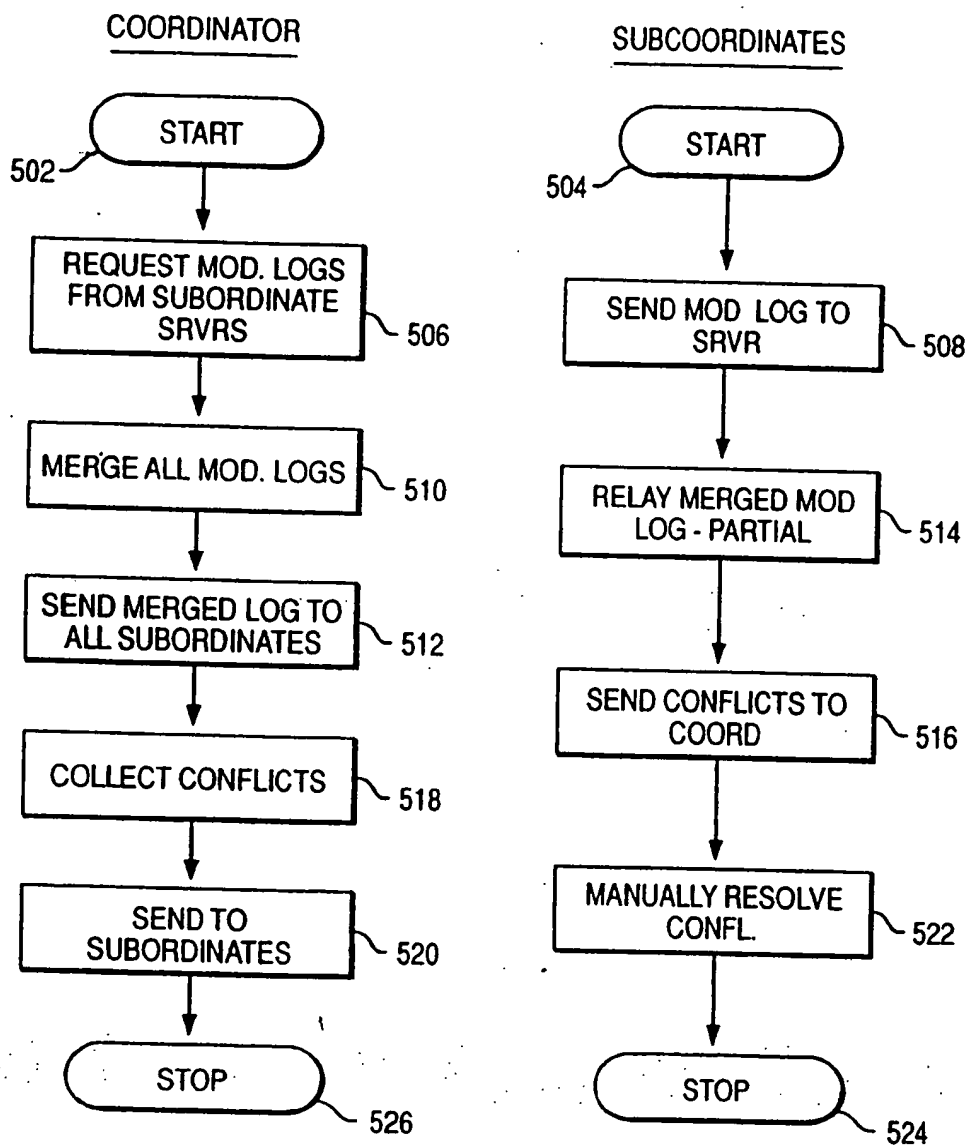 COORDINATOR
START
502
REQUEST MOD. LOGS
FROM SUBORDINATE
SRVRS
506
MERGE ALL MOD. LOGS
510
SEND MERGED LOG TO
ALL SUBORDINATES
512
COLLECT CONFLICTS
518
SEND TO
SUBORDINATES
520
STOP
526
SUBCOORDINATES
START
504
SEND MOD LOG TO
SRVR
508
RELAY MERGED MOD
LOG - PARTIAL
514
SEND CONFLICTS TO
COORD
516
MANUALLY RESOLVE
CONFL.
522
STOP
524